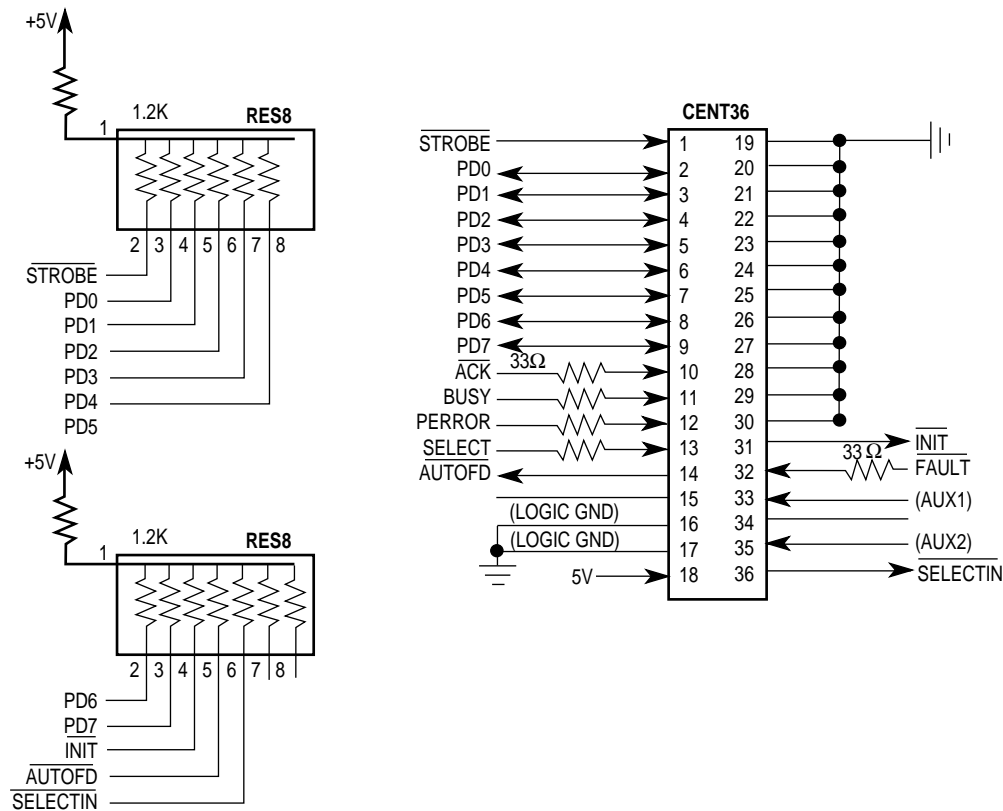 +5V
1.2K
RES8
1
2 3 4 5 6 7 8
STROBE
PD0
PD1
PD2
PD3
PD4
PD5
+5V
1.2K
RES8
1
2 3 4 5 6 7 8
PD6
PD7
INIT
AUTOFD
SELECTIN
CENT36
STROBE 1 19
PD0 2 20
PD1 3 21
PD2 4 22
PD3 5 23
PD4 6 24
PD5 7 25
PD6 8 26
PD7 9 27
33Ω
ACK 10 28
BUSY 11 29
PERROR 12 30
SELECT 13 31 INIT
33 Ω
AUTOFD 14 32 FAULT
15 33 (AUX1)
(LOGIC GND) 16 34
(LOGIC GND) 17 35 (AUX2)
5V 18 36 SELECTIN